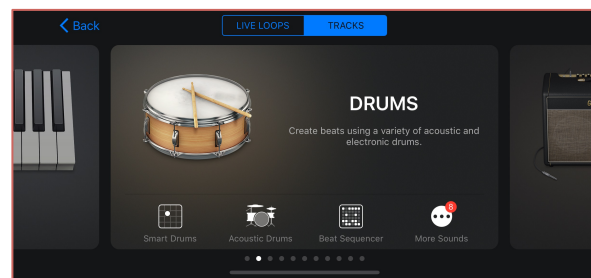 Back
LIVE LOOPS
TRACKS
DRUMS
Create beats using a variety of acoustic and
electronic drums.
8
Smart Drums
Acoustic Drums
Beat Sequencer
More Sounds